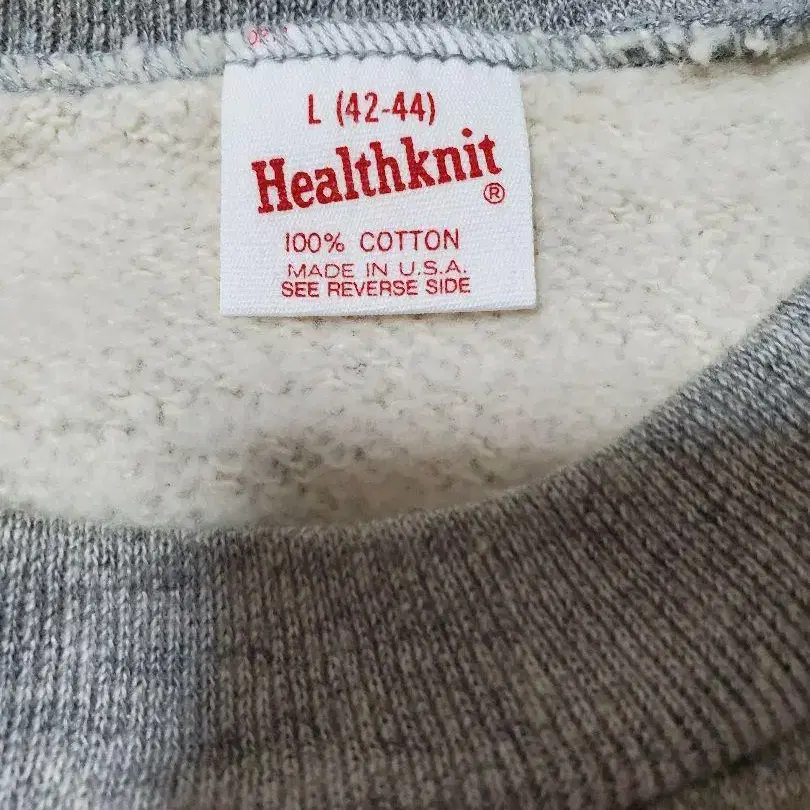 L (42-44)
Healthknit
®
100% COTTON
MADE IN U.S.A.
SEE REVERSE SIDE